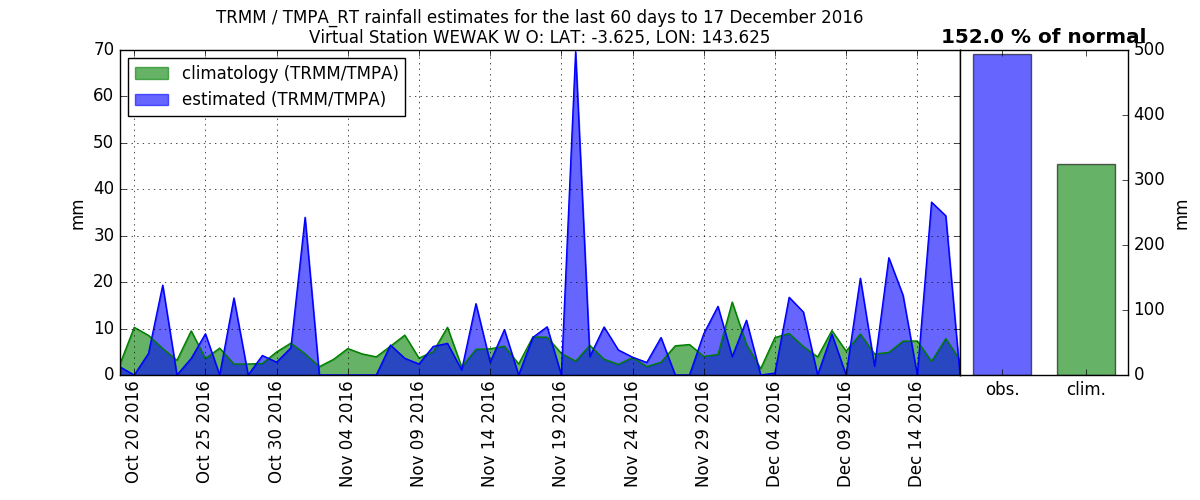 TRMM / TMPA_RT rainfall estimates for the last 60 days to 17 December 2016
Virtual Station WEWAK W O: LAT: -3.625, LON: 143.625
152.0 % of normal
climatology (TRMM/TMPA)
estimated (TRMM/TMPA)
70
60
50
40
30
20
10
0
mm
500
400
300
200
100
0
mm
Oct 20 2016
Oct 25 2016
Oct 30 2016
Nov 04 2016
Nov 09 2016
Nov 14 2016
Nov 19 2016
Nov 24 2016
Nov 29 2016
Dec 04 2016
Dec 09 2016
Dec 14 2016
obs.
clim.